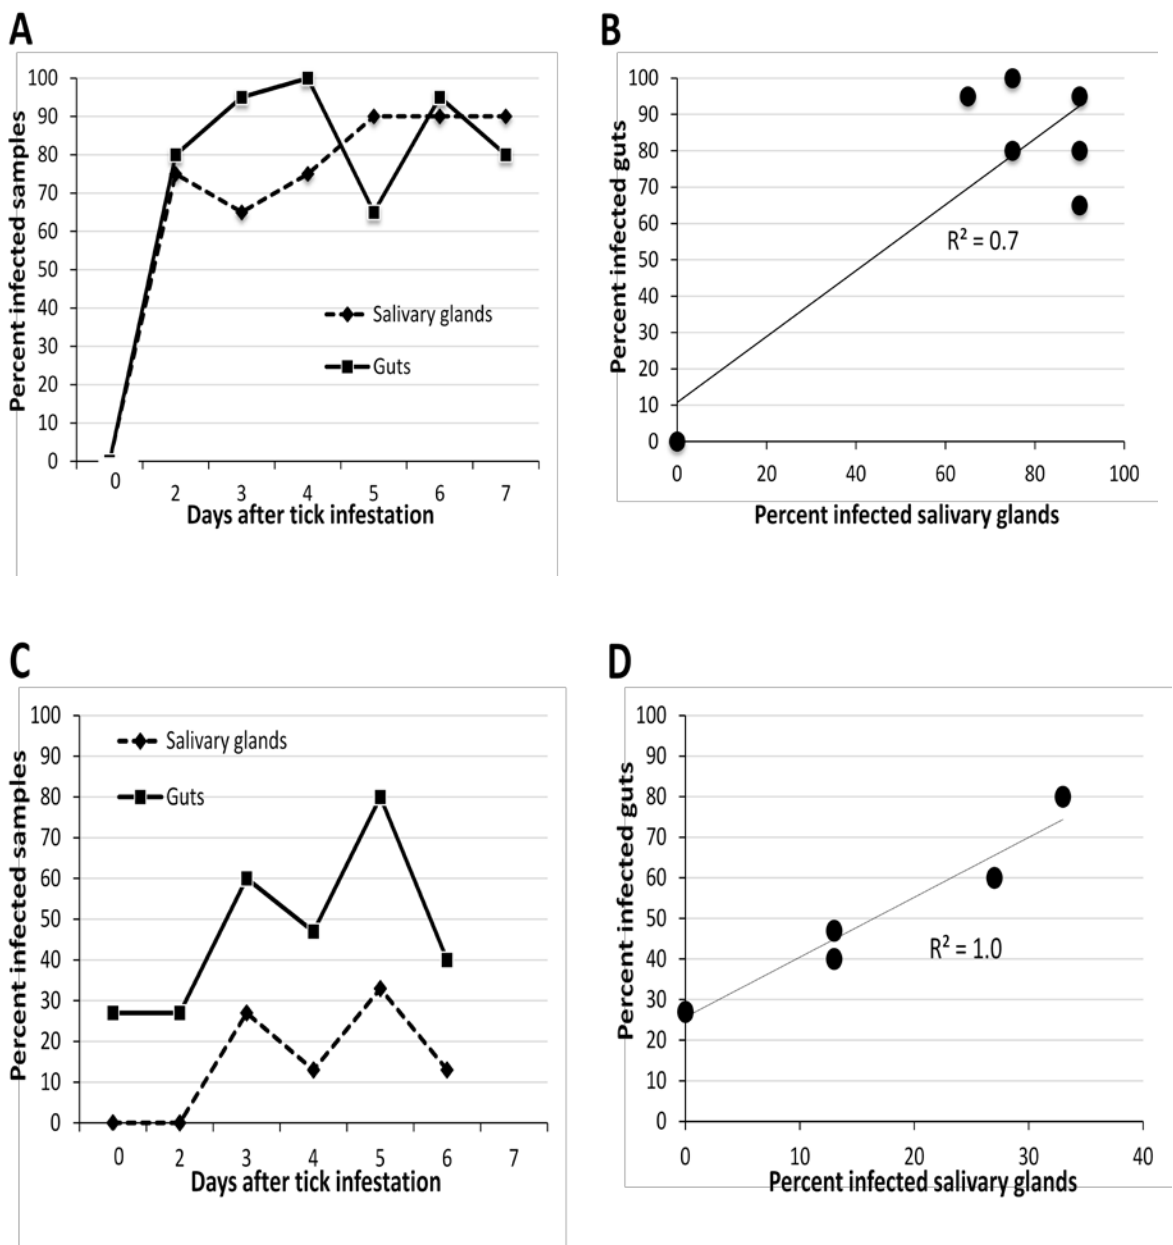 A
Percent infected samples
100
90
80
70
60
50
40
30
20
10
0
Salivary glands
Guts
0 2 3 4 5 6 7
Days after tick infestation
B
Percent infected guts
100
90
80
70
60
50
40
30
20
10
0
R² = 0.7
0 20 40 60 80 100
Percent infected salivary glands
C
Percent infected samples
100
90
80
70
60
50
40
30
20
10
0
Salivary glands
Guts
0 2 3 4 5 6 7
Days after tick infestation
D
Percent infected guts
100
90
80
70
60
50
40
30
20
10
0
R² = 1.0
0 10 20 30 40
Percent infected salivary glands